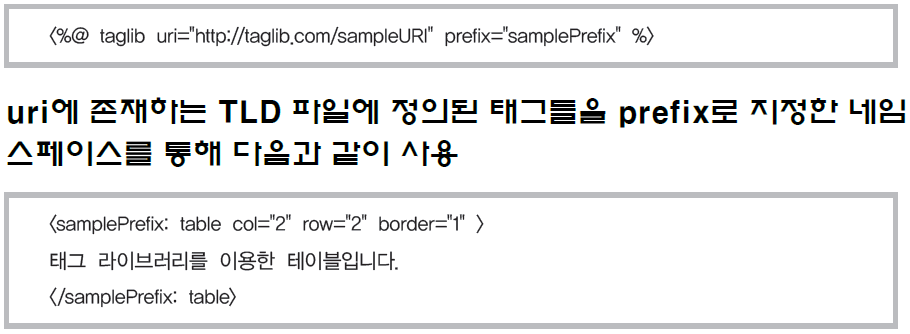 <%@ taglib uri="http://taglib.com/sampleURI" prefix="samplePrefix" %>
uri에 존재하는 TLD 파일에 정의된 태그들을 prefix로 지정한 네임
스페이스를 통해 다음과 같이 사용
<samplePrefix: table col="2" row="2" border="1" >
태그 라이브러리를 이용한 테이블입니다.
</samplePrefix: table>